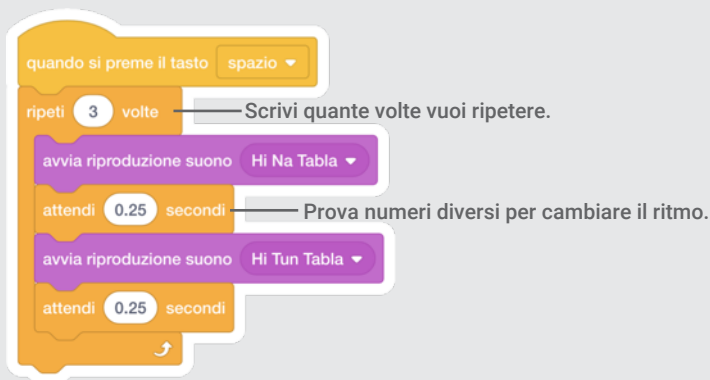 quando si preme il tasto spazio
ripeti 3 volte Scrivi quante volte vuoi ripetere.
avvia riproduzione suono Hi Na Tabla
attendi 0.25 secondi Prova numeri diversi per cambiare il ritmo.
avvia riproduzione suono Hi Tun Tabla
attendi 0.25 secondi